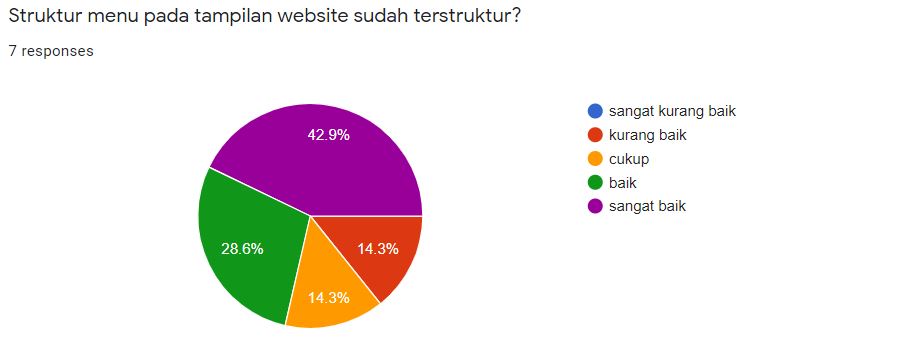 Struktur menu pada tampilan website sudah terstruktur?
7 responses
42.9%
28.6%
14.3%
14.3%
sangat kurang baik
kurang baik
cukup
baik
sangat baik